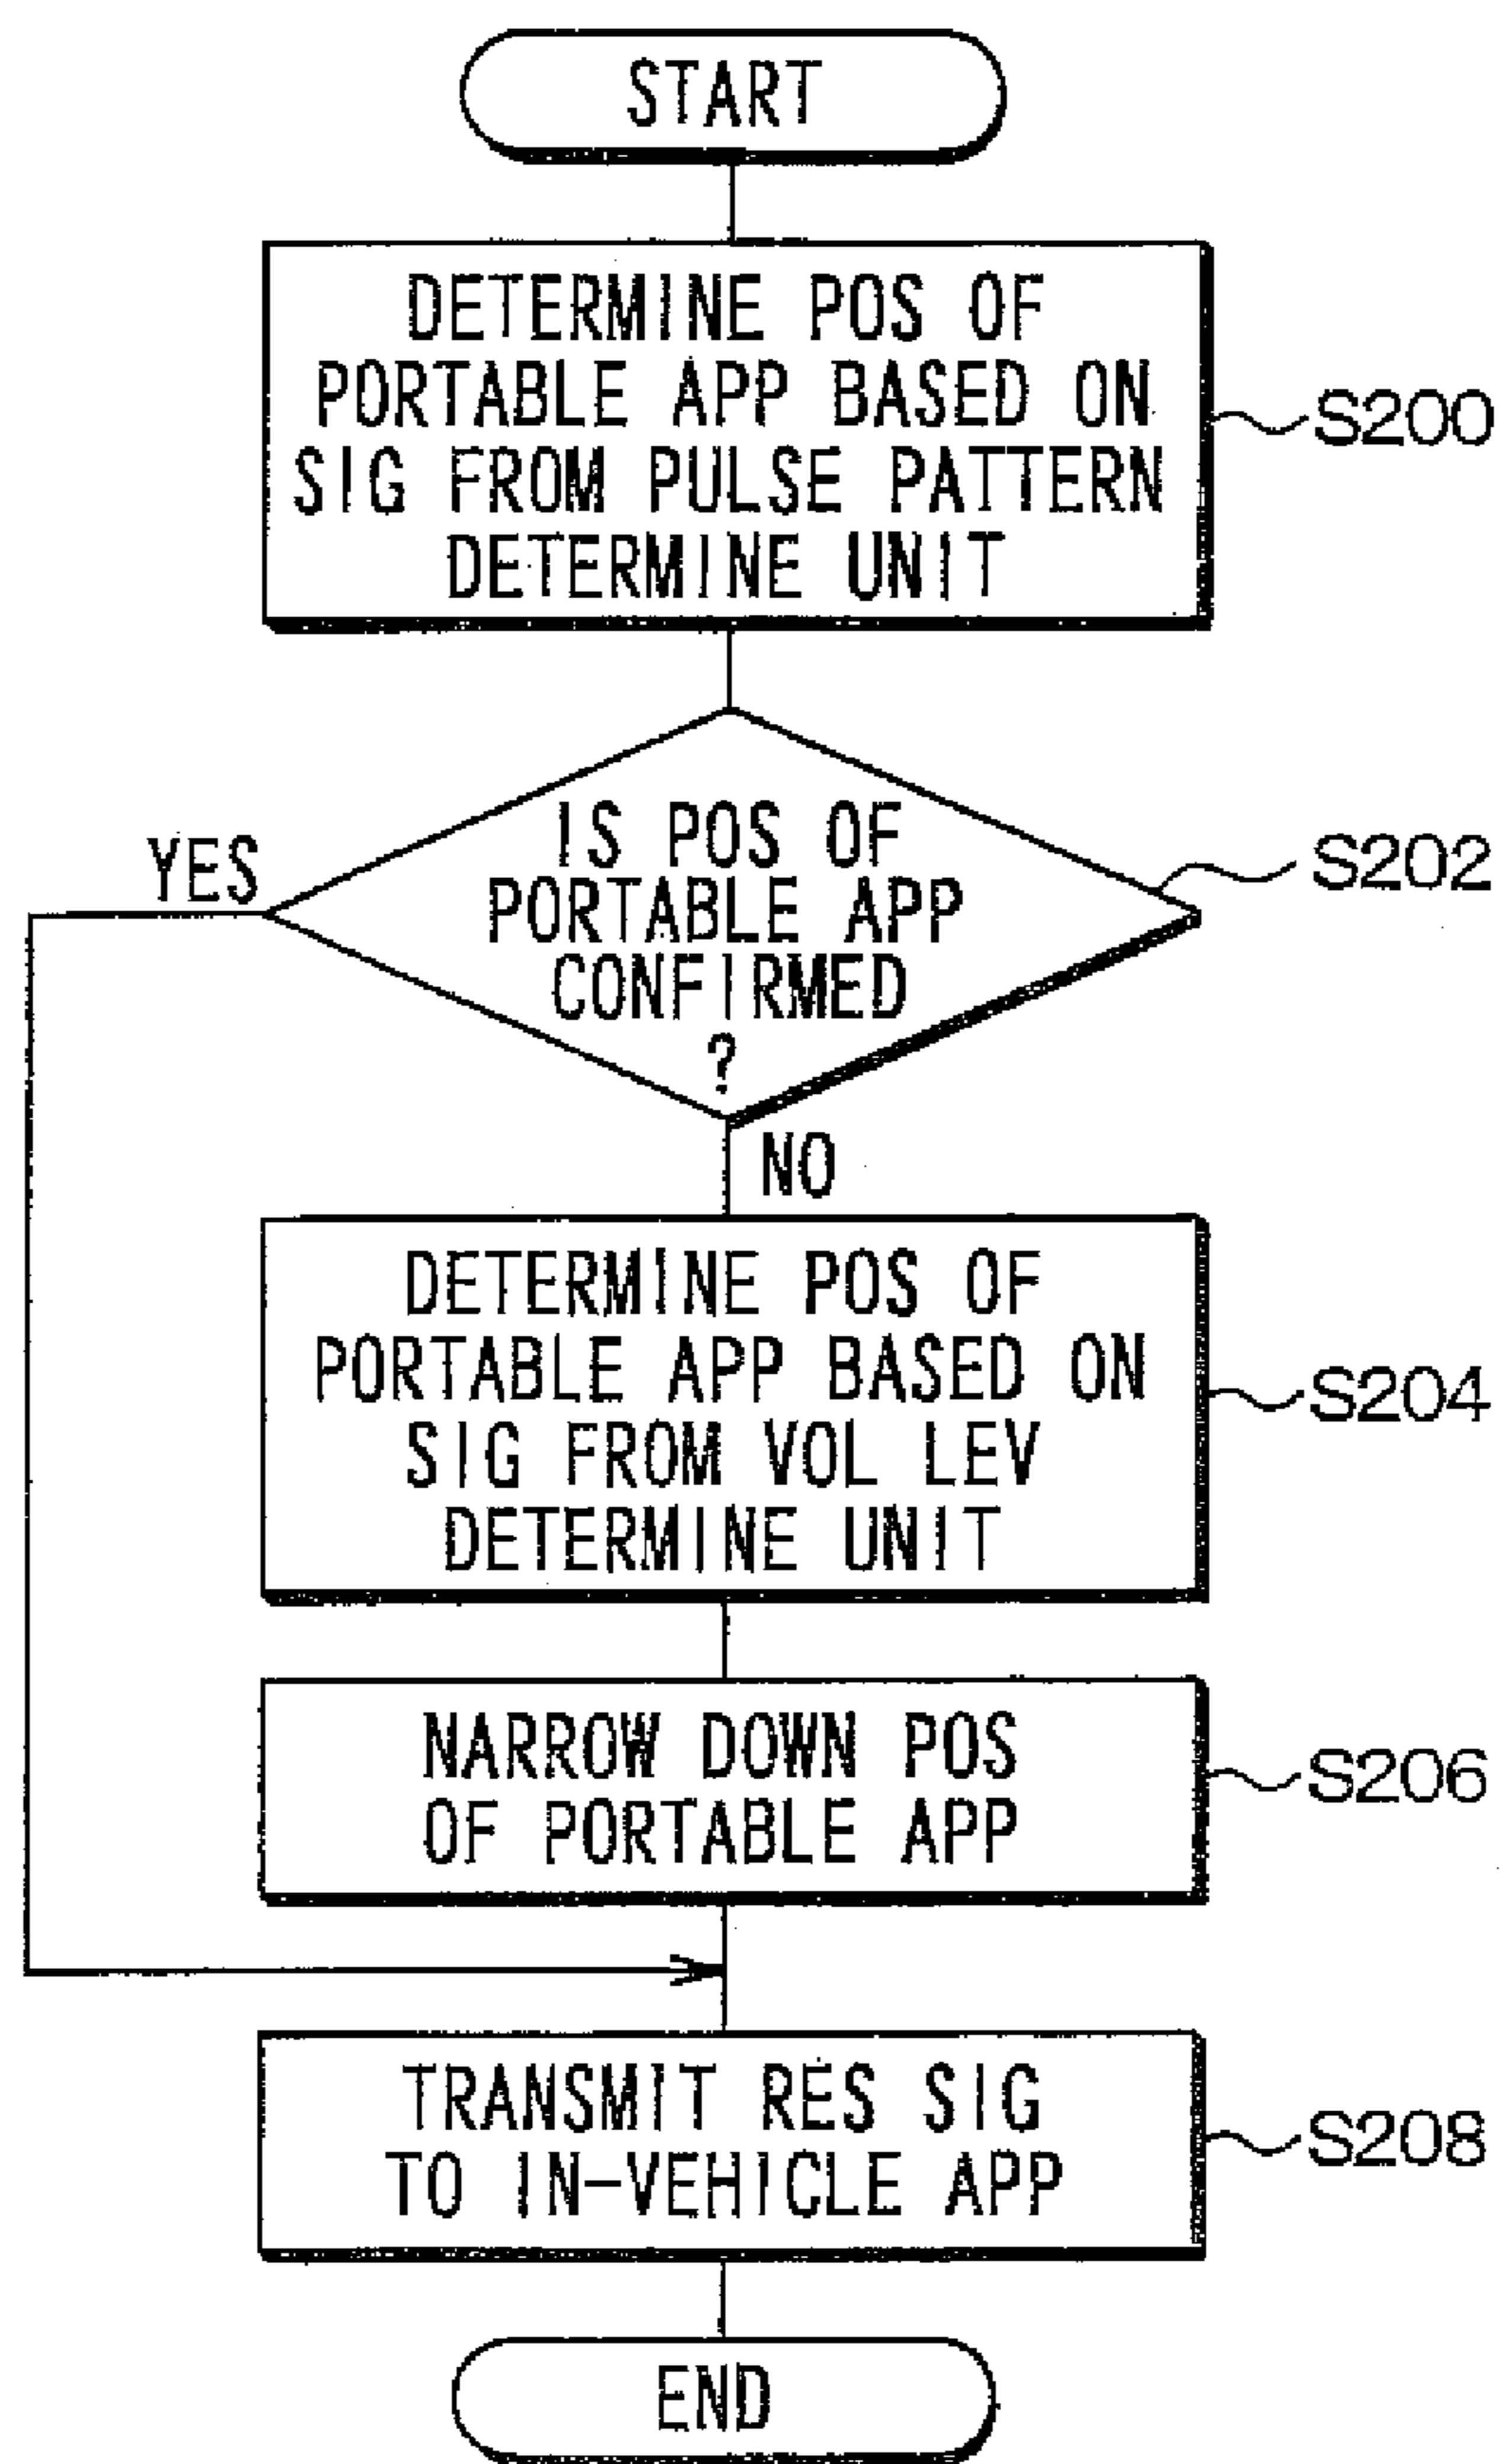 START
DETERMINE POS OF
PORTABLE APP BASED ON
SIG FROM PULSE PATTERN
DETERMINE UNIT
S200
IS POS OF
PORTABLE APP
CONFIRMED
?
S202
YES
NO
DETERMINE POS OF
PORTABLE APP BASED ON
SIG FROM VOL LEV
DETERMINE UNIT
S204
NARROW DOWN POS
OF PORTABLE APP
S206
TRANSMIT RES SIG
TO IN-VEHICLE APP
S208
END